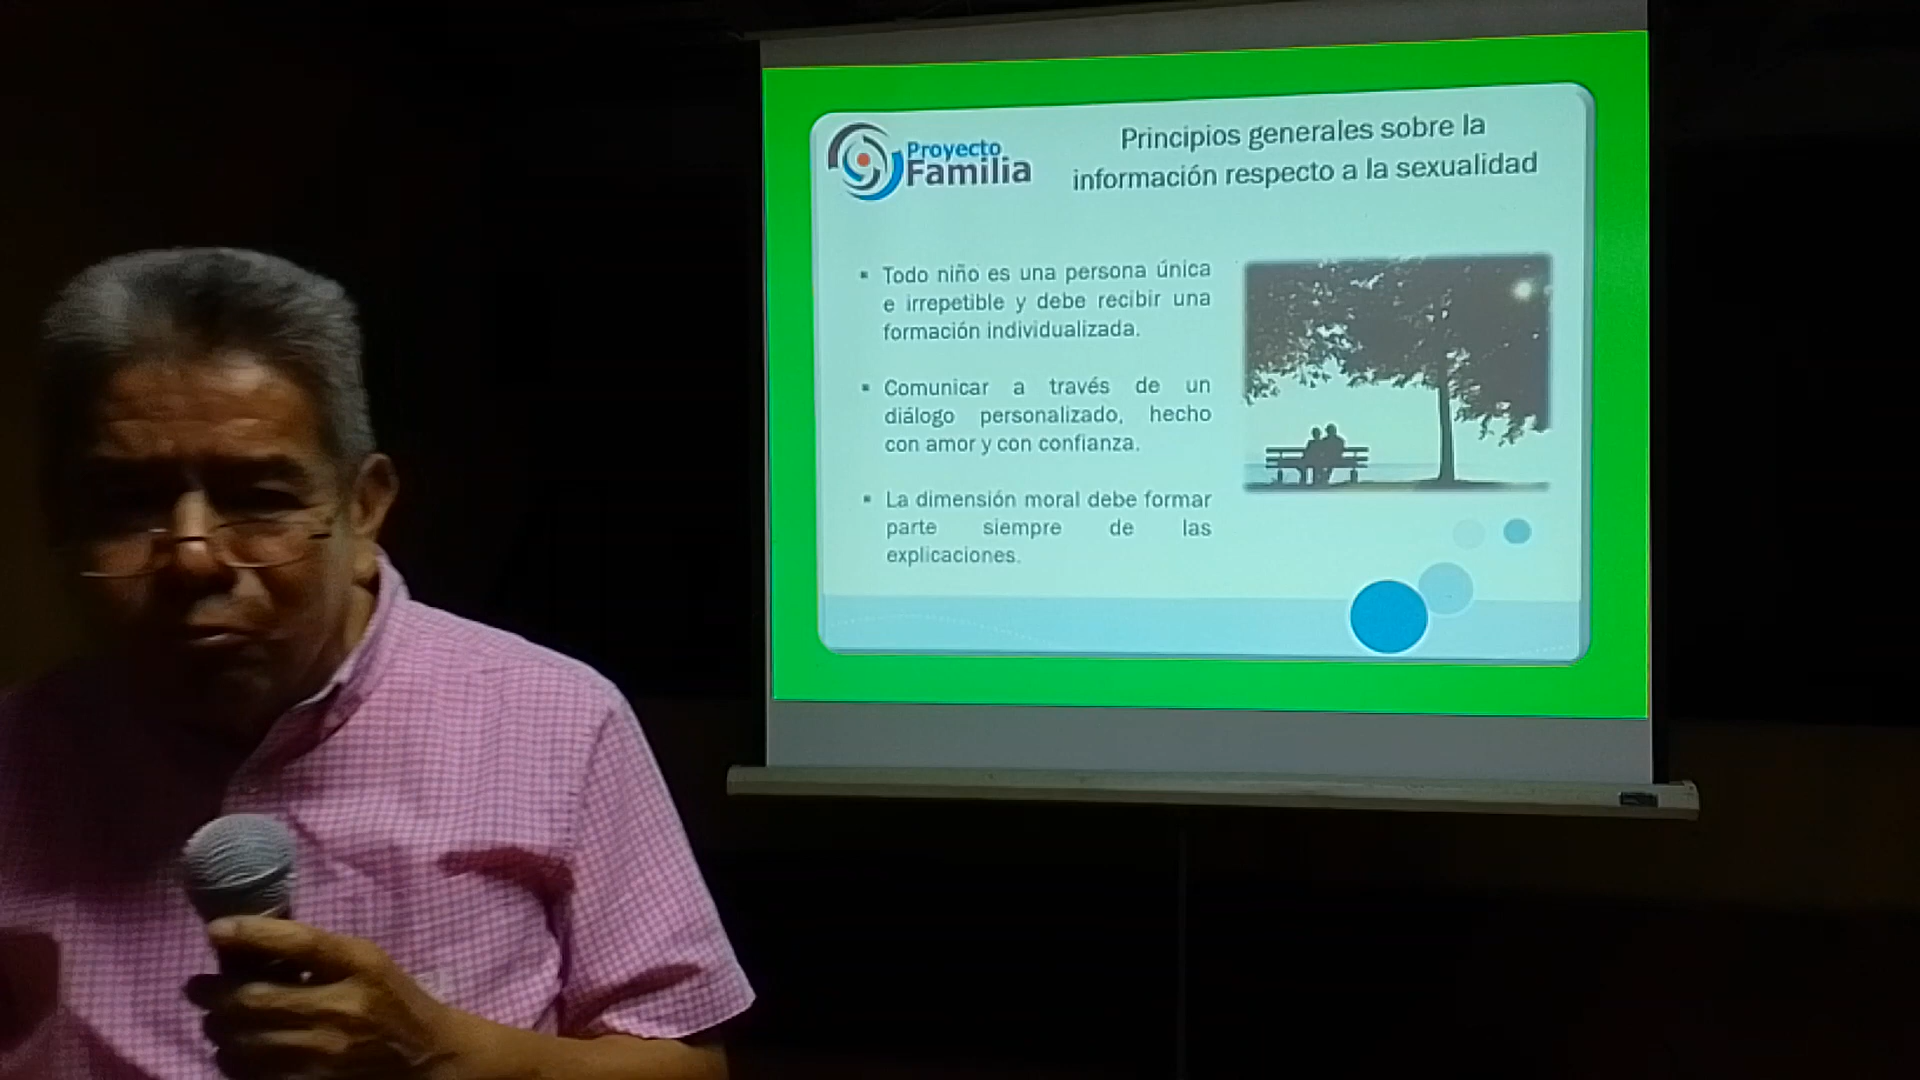 Proyecto
Familia
Principios generales sobre la
información respecto a la sexualidad
▪ Todo niño es una persona única
e irrepetible y debe recibir una
formación individualizada.
▪ Comunicar a través de un
diálogo personalizado, hecho
con amor y con confianza.
▪ La dimensión moral debe formar
parte siempre de las
explicaciones.